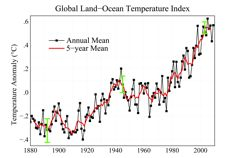 Global Land-Ocean Temperature Index
.6
Annual Mean
5-year Mean
.4
.2
0.
-.2
-.4
Temperature Anomaly (°C)
1880 1900 1920 1940 1960 1980 2000